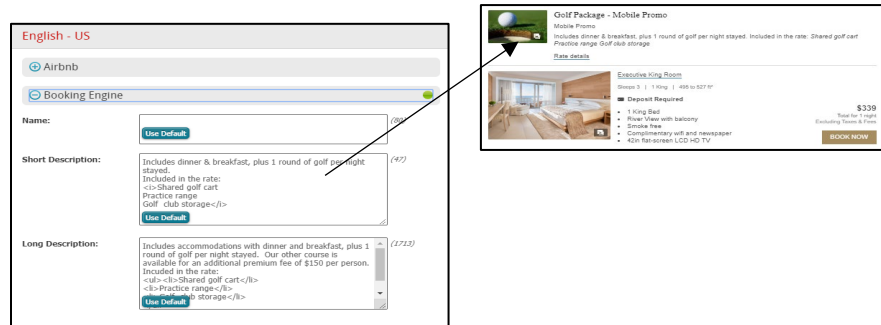 English - US
Airbnb
Booking Engine
Name:
(80)
Use Default
Short Description:
Includes dinner & breakfast, plus 1 round of golf per night
stayed.
Included in the rate:
<i>Shared golf cart
Practice range
Golf  club storage</i>
(47)
Use Default
Long Description:
Includes accommodations with dinner and breakfast, plus 1
round of golf per night stayed.  Our other course is
available for an additional premium fee of $150 per person.
Incuded in the rate:
<ul><li>Shared golf cart</li>
<li>Practice range</li>
club storage</li>
(1713)
Use Default
Golf Package - Mobile Promo
Mobile Promo
Includes dinner & breakfast, plus 1 round of golf per night stayed. Included in the rate: Shared golf cart
Practice range Golf club storage
Rate details
Executive King Room
Sleeps 3 | 1 King | 495 to 527 ft²
Deposit Required
• 1 King Bed
• River View with balcony
• Smoke free
• Complimentary wifi and newspaper
• 42in flat-screen LCD HD TV
$339
Total for 1 night
Excluding Taxes & Fees
BOOK NOW